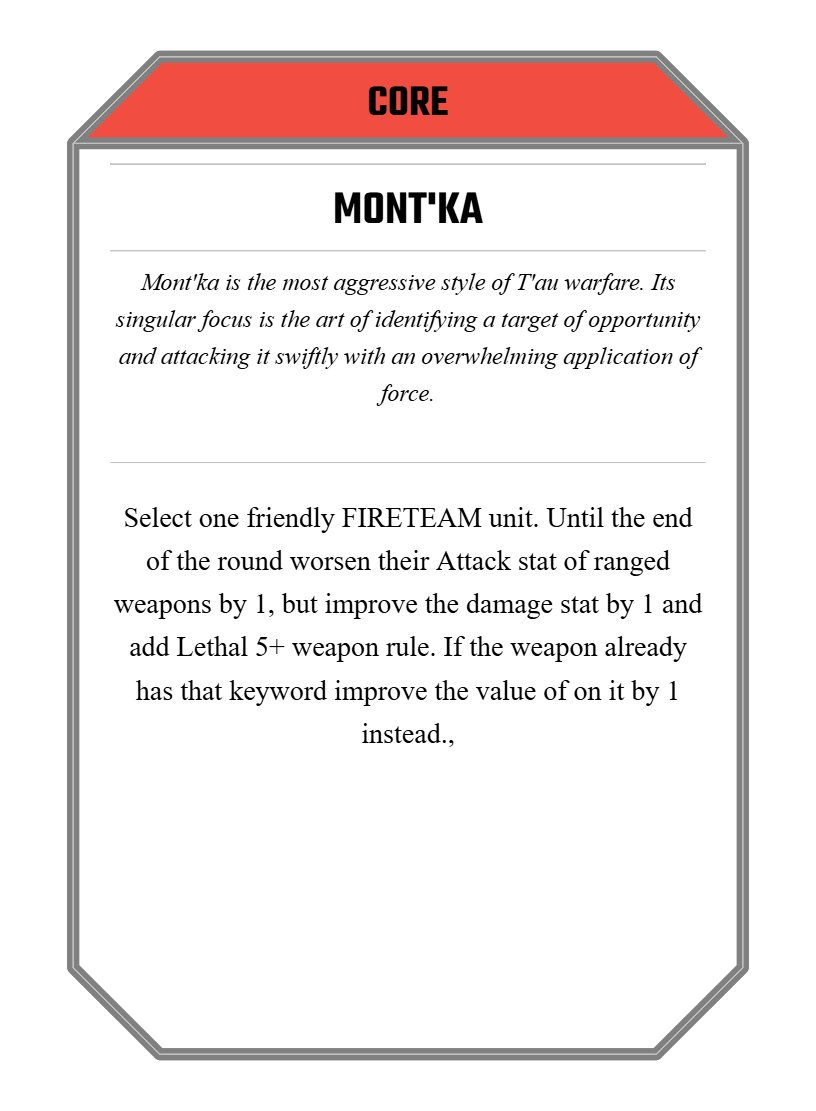 CORE
MONT'KA
Mont'ka is the most aggressive style of T'au warfare. Its
singular focus is the art of identifying a target of opportunity
and attacking it swiftly with an overwhelming application of
force.
Select one friendly FIRETEAM unit. Until the end
of the round worsen their Attack stat of ranged
weapons by 1, but improve the damage stat by 1 and
add Lethal 5+ weapon rule. If the weapon already
has that keyword improve the value of on it by 1
instead.,